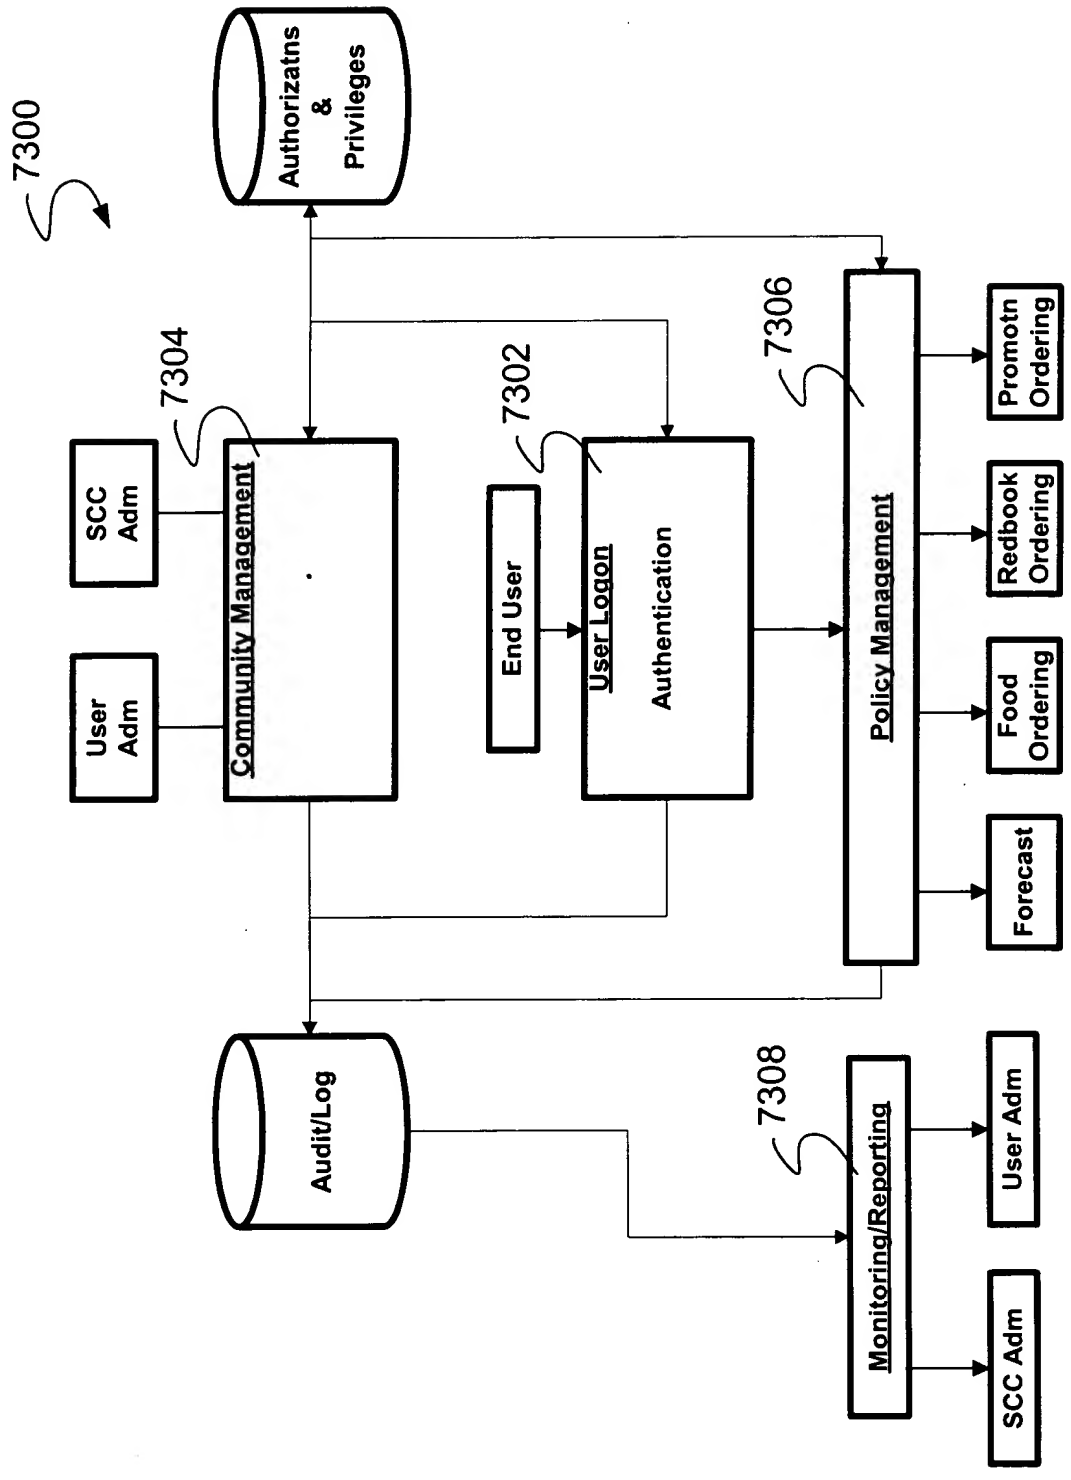 7300
User
Adm
SCC
Adm
7304
Community Management
Audit/Log
Authorizatns
&
Privileges
End User
7302
User Logon
Authentication
7308
Monitoring/Reporting
7306
Policy Management
SCC Adm
User Adm
Forecast
Food
Ordering
Redbook
Ordering
Promotn
Ordering